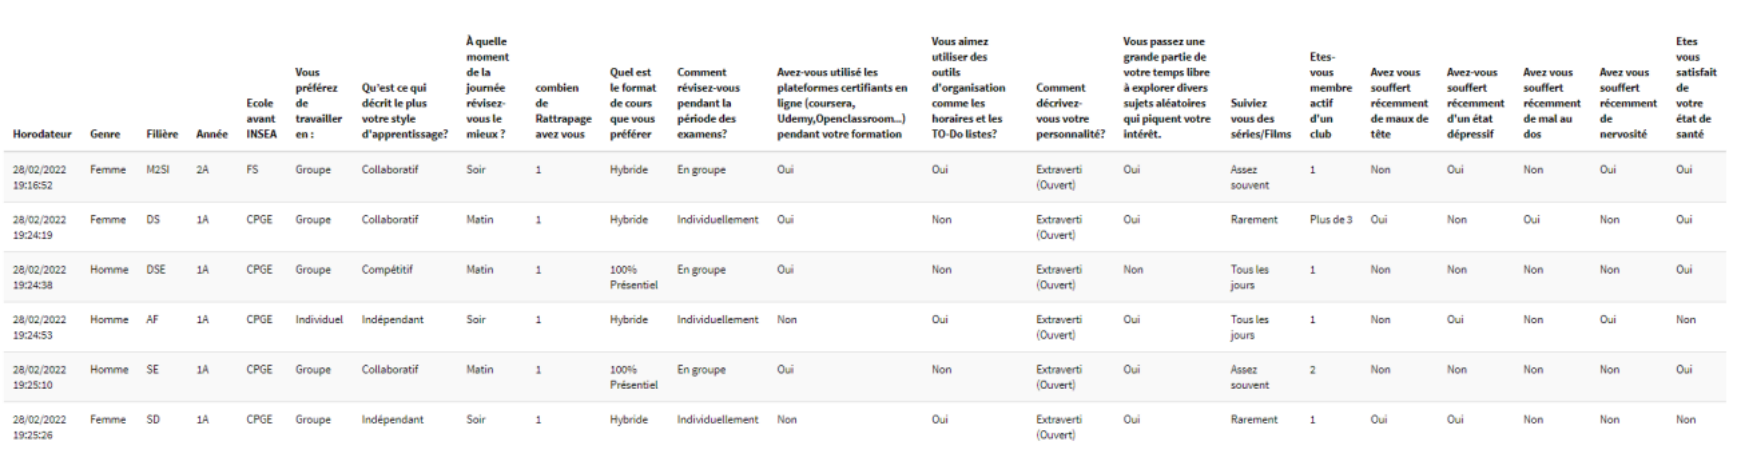 Horodateur
Genre
Filière
Année
Ecole
avant
INSEA
Vous
préférez
de
travailler
en :
Qu'est ce qui
décrit le plus
votre style
d'apprentissage?
À quelle
moment
de la
journée
révisez-
vous le
mieux ?
combien
de
Rattrapage
avez vous
Quel est
le format
de cours
que vous
préférer
Comment
révisez-vous
pendant la
période des
examens?
Avez-vous utilisé les
plateformes certifiants en
ligne (coursera,
Udemy,Openclassroom...)
pendant votre formation
Vous aimez
utiliser des
outils
d'organisation
comme les
horaires et les
TO-Do listes?
Comment
décrivez-
vous votre
personnalité?
Vous passez une
grande partie de
votre temps libre
à explorer divers
sujets aléatoires
qui piquent votre
intérêt.
Suiviez
vous des
séries/Films
Etes-
vous
membre
actif
d'un
club
Avez vous
souffert
récemment
de maux de
tête
Avez-vous
souffert
récemment
d'un état
dépressif
Avez vous
souffert
récemment
de mal au
dos
Avez vous
souffert
récemment
de
nervosité
Etes
vous
satisfait
de
votre
état de
santé
28/02/2022 Femme M2SI 2A FS Groupe Collaboratif Soir 1 Hybride En groupe Oui Oui Extraverti Oui Assez 1 Non Oui Non Oui Oui
19:16:52 (Ouvert) souvent
28/02/2022 Femme DS 1A CPGE Groupe Collaboratif Matin 1 Hybride Individuellement Oui Non Extraverti Oui Rarement Plus de 3 Oui Non Oui Non Oui
19:24:19 (Ouvert)
28/02/2022 Homme DSE 1A CPGE Groupe Compétitif Matin 1 100% En groupe Oui Non Extraverti Non Tous les 1 Non Non Non Non Oui
19:24:38 Présentiel (Ouvert) jours
28/02/2022 Homme AF 1A CPGE Individuel Indépendant Soir 1 Hybride Individuellement Non Oui Extraverti Oui Tous les 1 Non Oui Non Oui Non
19:24:53 (Ouvert) jours
28/02/2022 Homme SE 1A CPGE Groupe Collaboratif Matin 1 100% En groupe Oui Non Extraverti Oui Assez 2 Non Non Non Non Oui
19:25:10 Présentiel (Ouvert) souvent
28/02/2022 Femme SD 1A CPGE Groupe Indépendant Soir 1 Hybride Individuellement Non Oui Extraverti Oui Rarement 1 Oui Oui Non Non Non
19:25:26 (Ouvert)